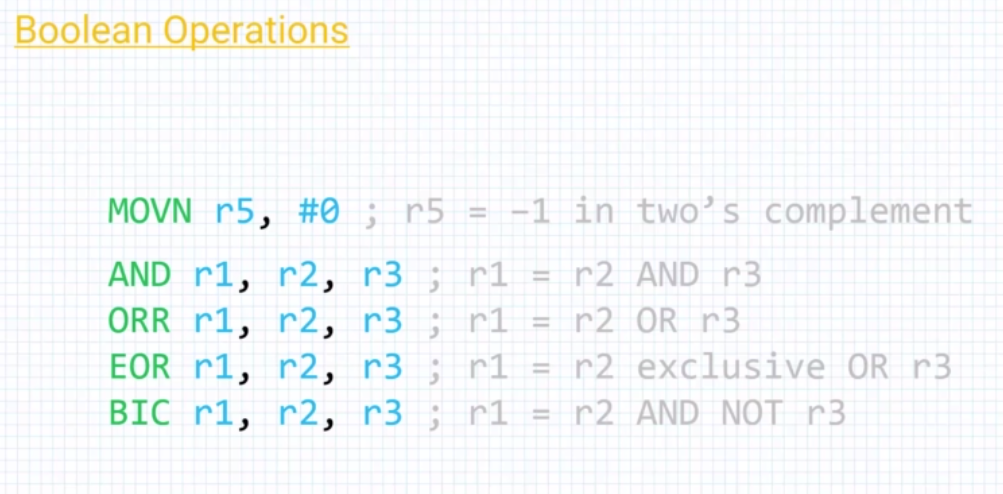 Boolean Operations
MOVN r5, #0 ; r5 = –1 in two’s complement
AND r1, r2, r3 ; r1 = r2 AND r3
ORR r1, r2, r3 ; r1 = r2 OR r3
EOR r1, r2, r3 ; r1 = r2 exclusive OR r3
BIC r1, r2, r3 ; r1 = r2 AND NOT r3